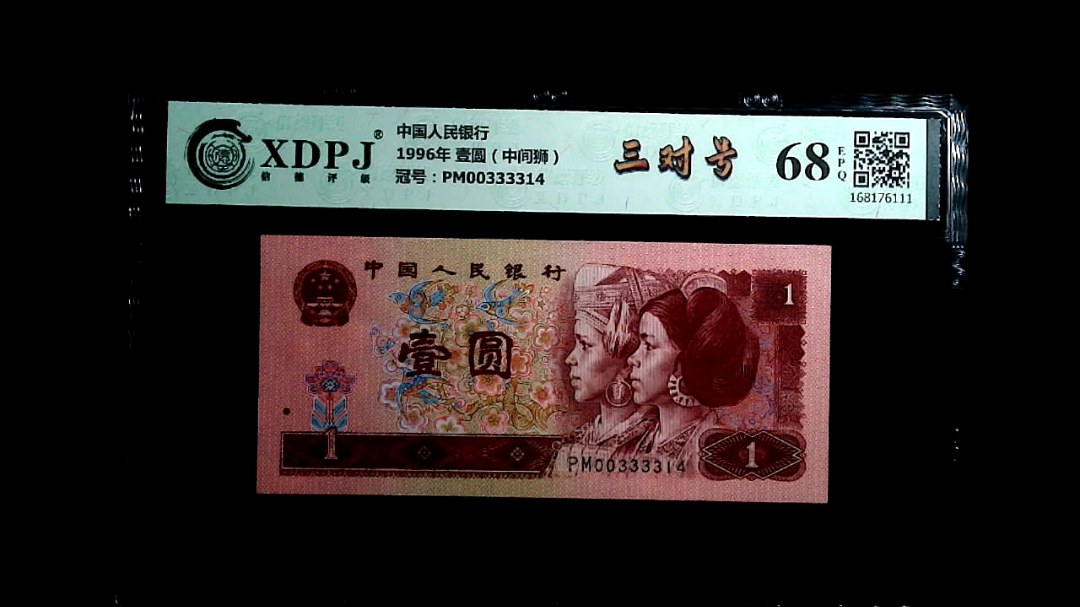 XDPJ®
信德评级
中国人民银行
1996年 壹圆（中间狮）
冠号：PM00333314
三对号
68
EPQ
168176111
中国人民银行
1
壹圆
1
PM00333314
1